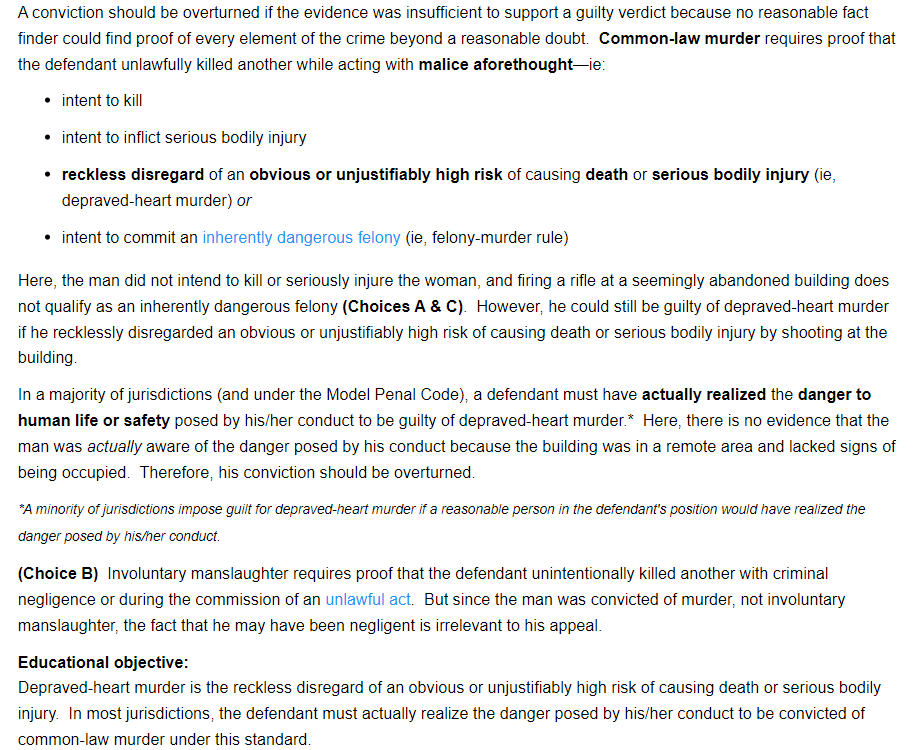 A conviction should be overturned if the evidence was insufficient to support a guilty verdict because no reasonable fact
finder could find proof of every element of the crime beyond a reasonable doubt.  Common-law murder requires proof that
the defendant unlawfully killed another while acting with malice aforethought—ie:
• intent to kill
• intent to inflict serious bodily injury
• reckless disregard of an obvious or unjustifiably high risk of causing death or serious bodily injury (ie,
depraved-heart murder) or
• intent to commit an inherently dangerous felony (ie, felony-murder rule)
Here, the man did not intend to kill or seriously injure the woman, and firing a rifle at a seemingly abandoned building does
not qualify as an inherently dangerous felony (Choices A & C).  However, he could still be guilty of depraved-heart murder
if he recklessly disregarded an obvious or unjustifiably high risk of causing death or serious bodily injury by shooting at the
building.
In a majority of jurisdictions (and under the Model Penal Code), a defendant must have actually realized the danger to
human life or safety posed by his/her conduct to be guilty of depraved-heart murder.*  Here, there is no evidence that the
man was actually aware of the danger posed by his conduct because the building was in a remote area and lacked signs of
being occupied.  Therefore, his conviction should be overturned.
*A minority of jurisdictions impose guilt for depraved-heart murder if a reasonable person in the defendant's position would have realized the
danger posed by his/her conduct.
(Choice B)  Involuntary manslaughter requires proof that the defendant unintentionally killed another with criminal
negligence or during the commission of an unlawful act.  But since the man was convicted of murder, not involuntary
manslaughter, the fact that he may have been negligent is irrelevant to his appeal.
Educational objective:
Depraved-heart murder is the reckless disregard of an obvious or unjustifiably high risk of causing death or serious bodily
injury.  In most jurisdictions, the defendant must actually realize the danger posed by his/her conduct to be convicted of
common-law murder under this standard.